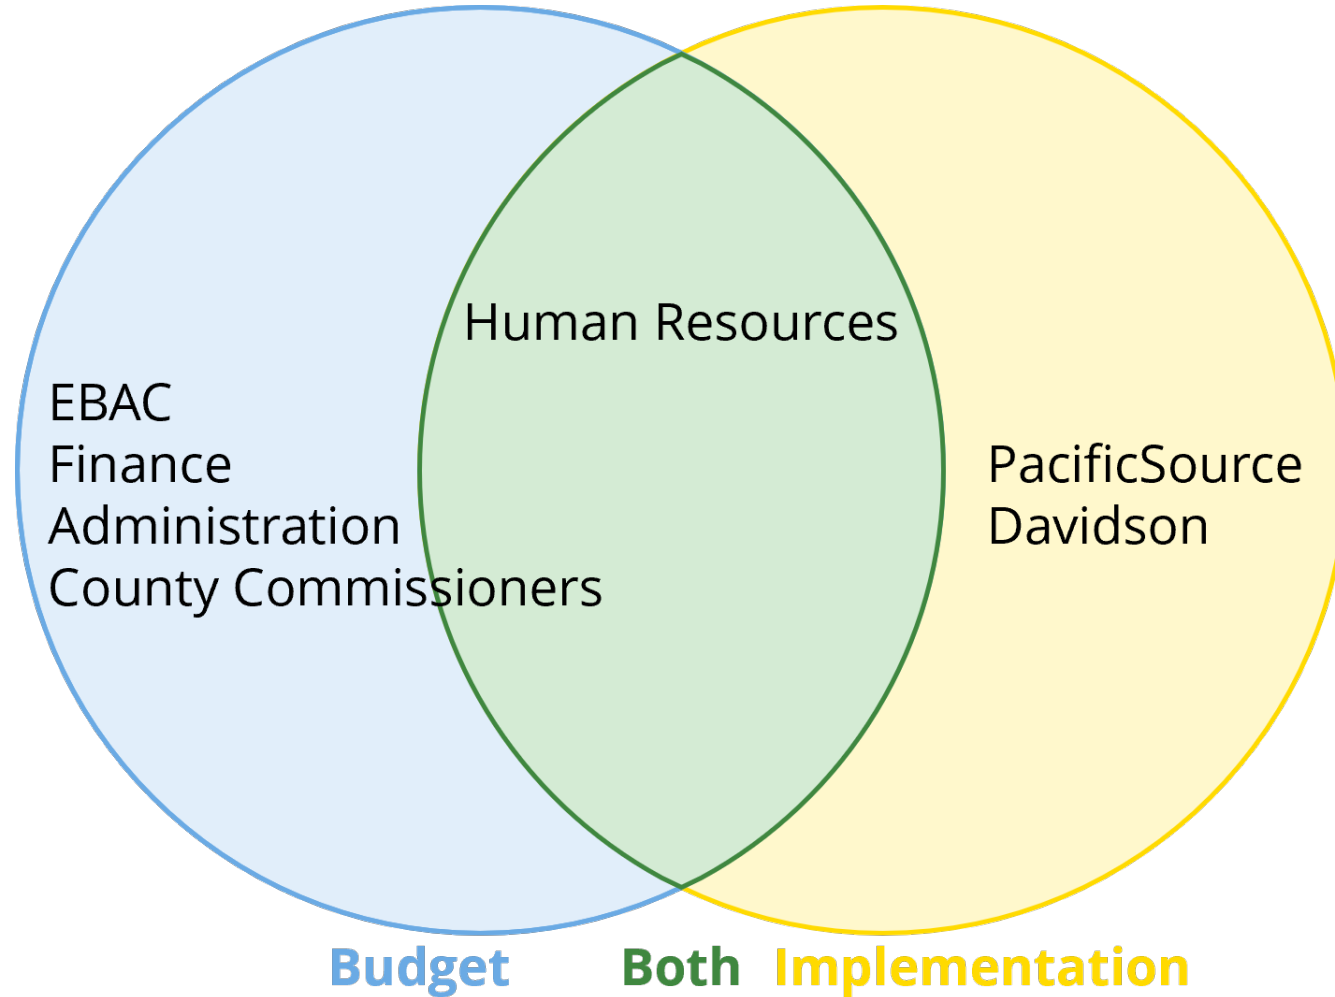 Human Resources
EBAC
Finance
Administration
County Commissioners
PacificSource
Davidson
Budget
Both
Implementation